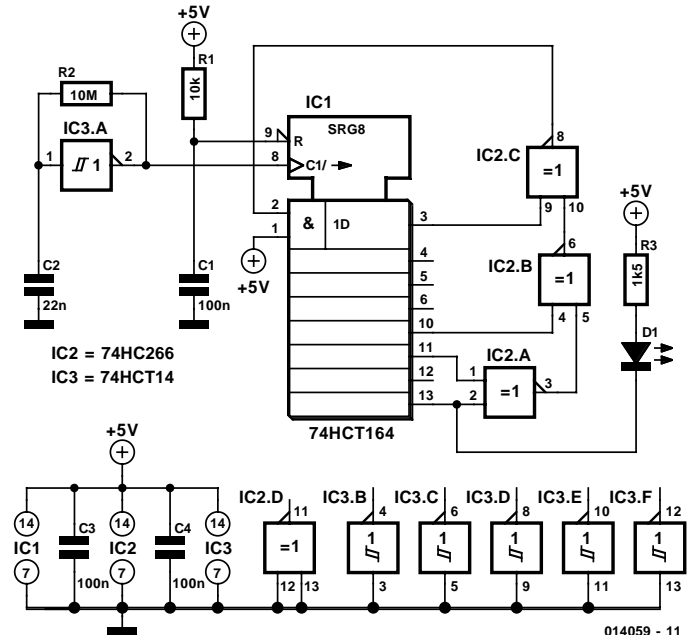 +5V
R1
10k
R2
10M
IC3.A
1
1
2
IC1
SRG8
9
R
8
C1/
2
1
&
1D
+5V
3
4
5
6
10
11
12
13
74HCT164
8
IC2.C
=1
9
10
6
IC2.B
=1
4
5
IC2.A
1
=1
3
2
+5V
R3
1k5
D1
C2
22n
C1
100n
IC2 = 74HC266
IC3 = 74HCT14
+5V
14
14
14
IC1
C3
IC2
C4
IC3
7
100n
7
100n
7
IC2.D
11
=1
12
13
IC3.B
4
1
3
IC3.C
6
1
5
IC3.D
8
1
9
IC3.E
10
1
11
IC3.F
12
1
13
014059 - 11